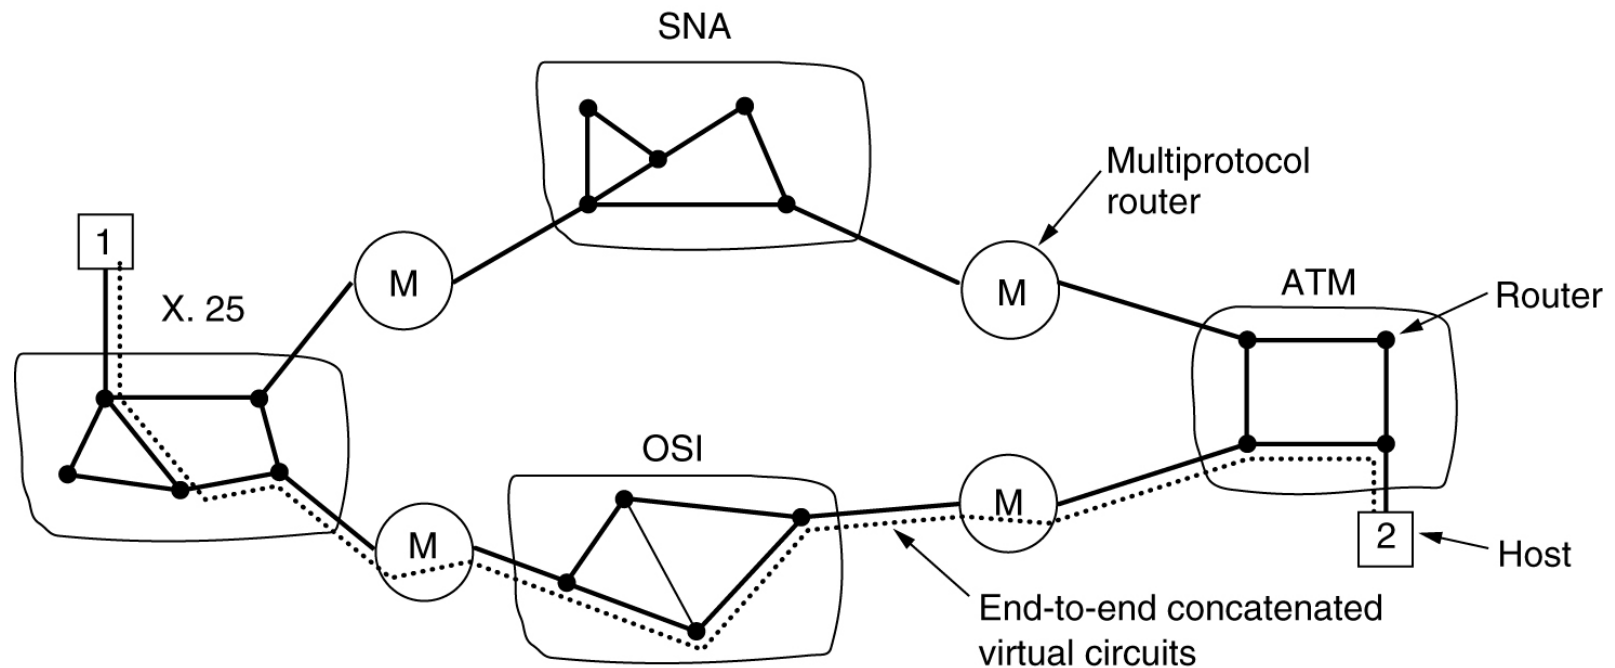 SNA
Multiprotocol
router
1
X. 25
M
M
ATM
Router
OSI
M
M
2
Host
End-to-end concatenated
virtual circuits